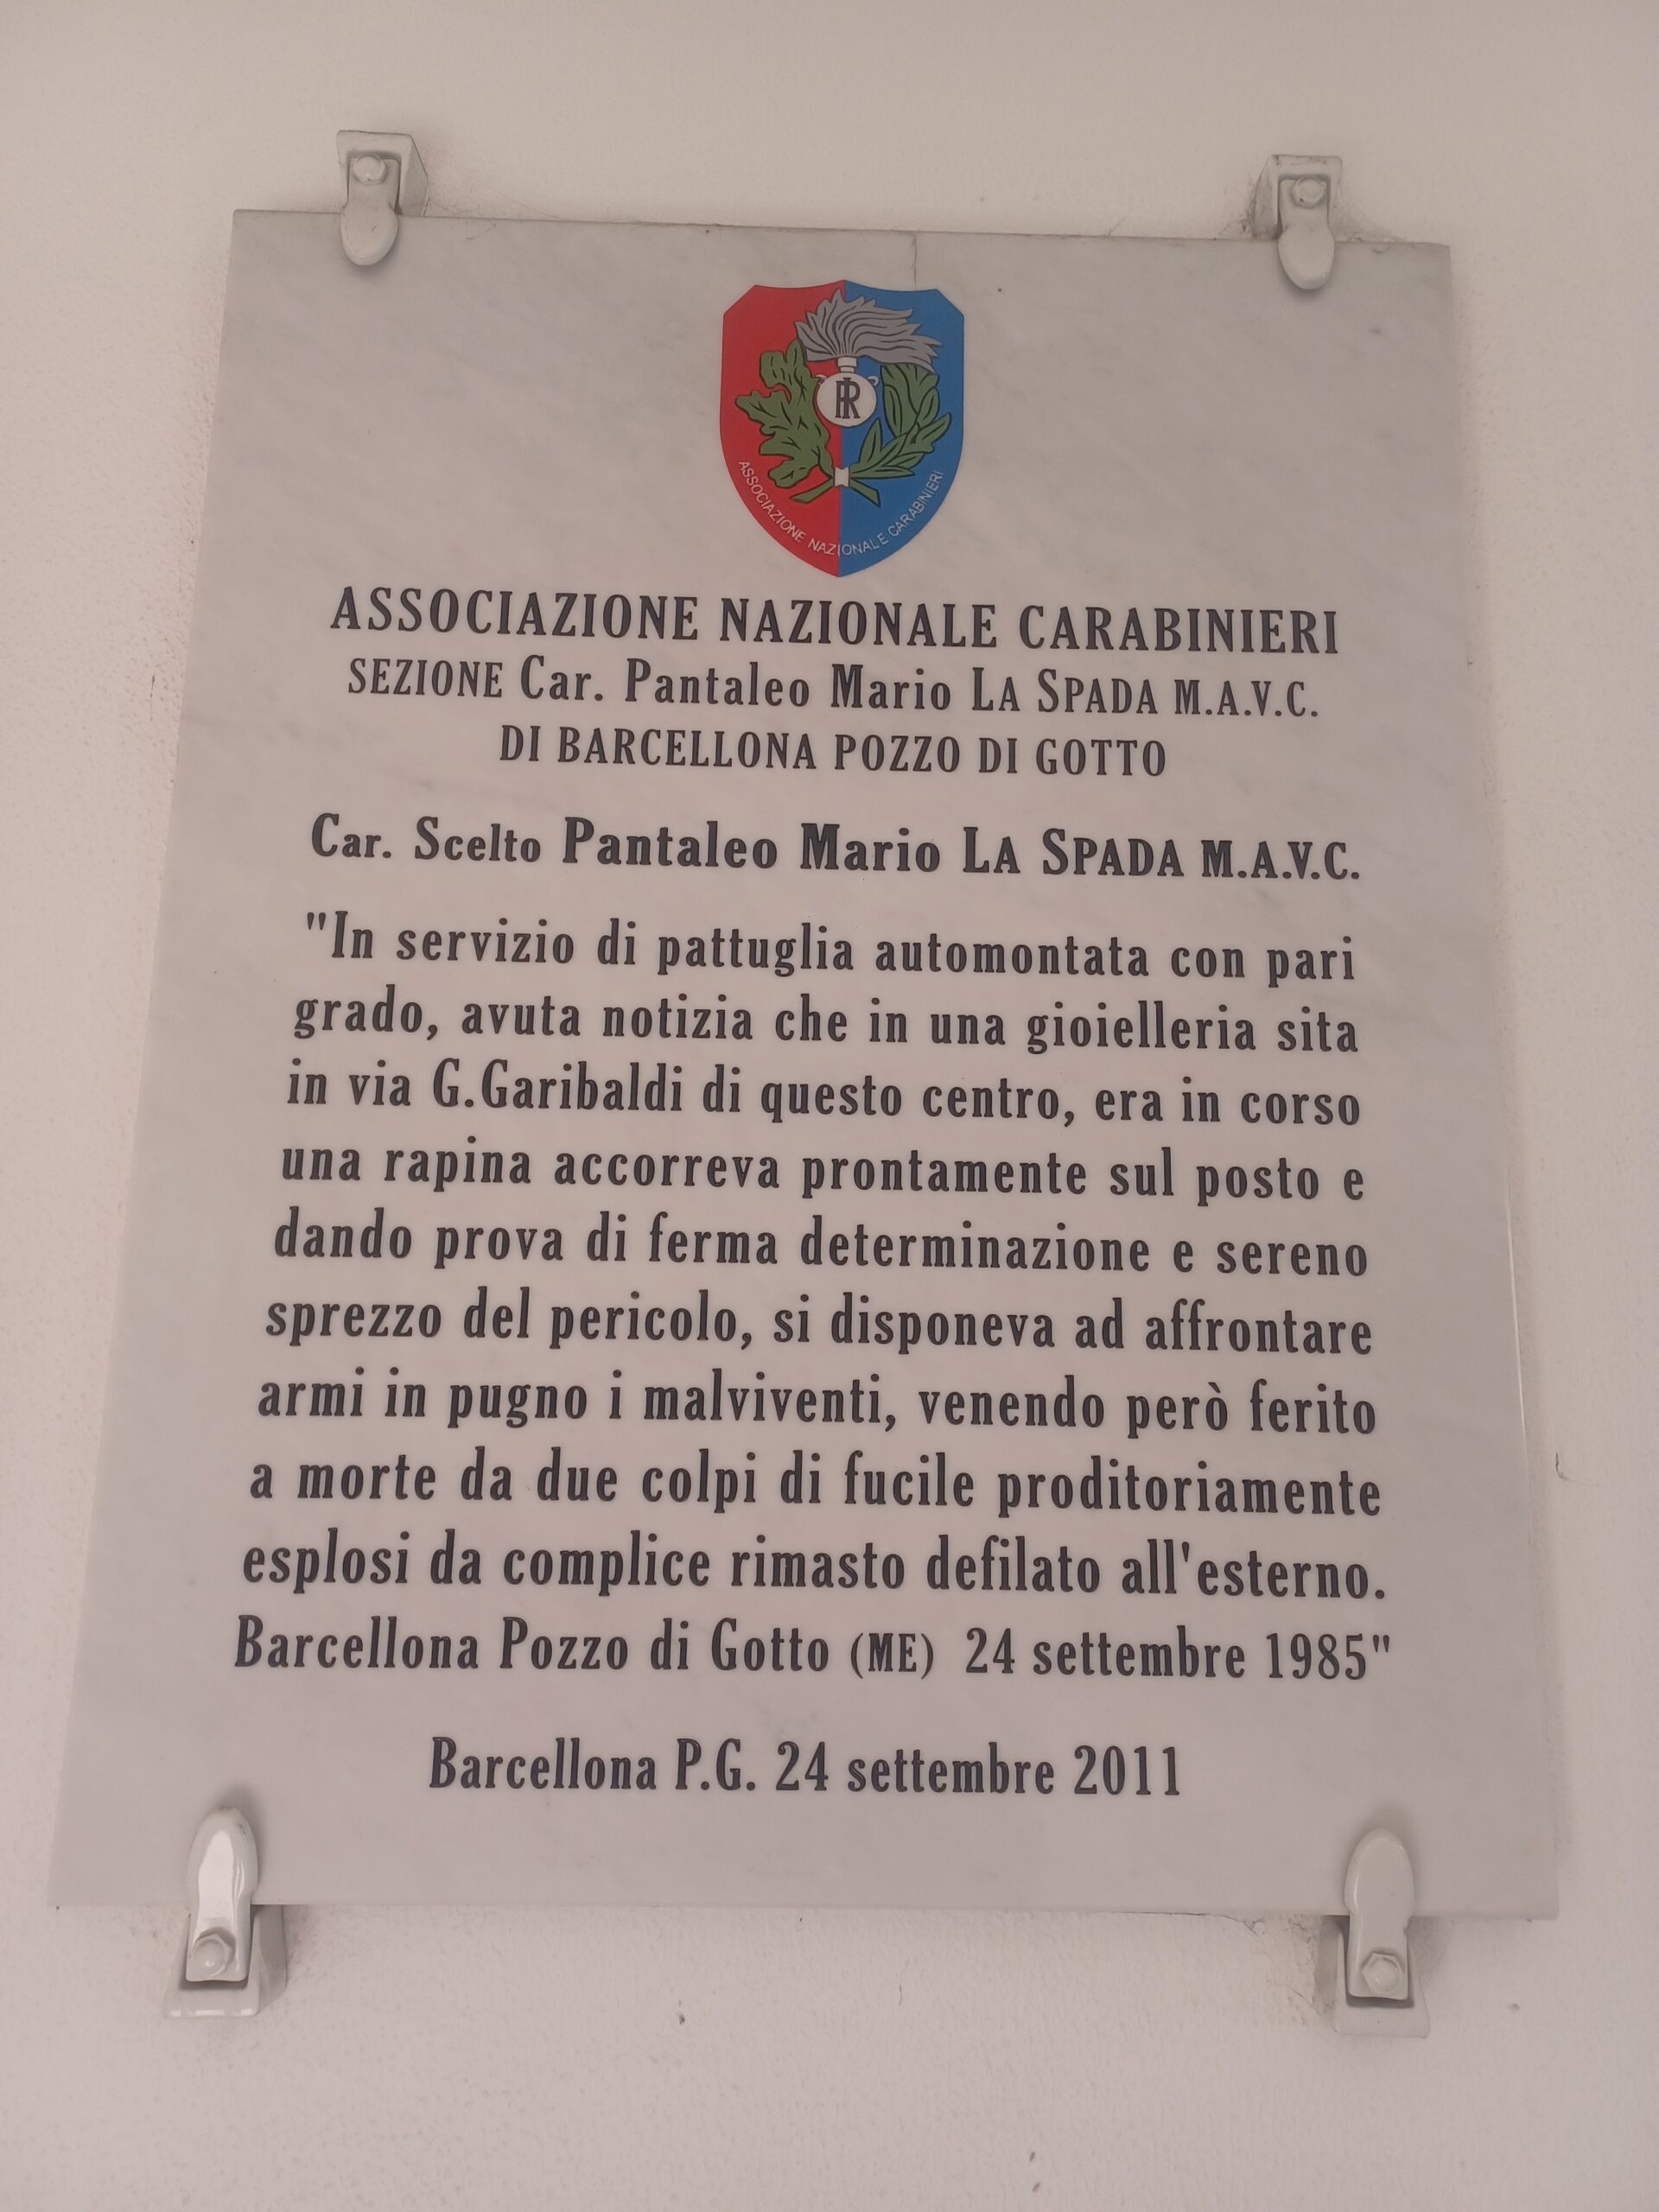 RI
ASSOCIAZIONE NAZIONALE CARABINIERI
ASSOCIAZIONE NAZIONALE CARABINIERI
SEZIONE Car. Pantaleo Mario LA SPADA M.A.V.C.
DI BARCELLONA POZZO DI GOTTO
Car. Scelto Pantaleo Mario LA SPADA M.A.V.C.
"In servizio di pattuglia automontata con pari
grado, avuta notizia che in una gioielleria sita
in via G.Garibaldi di questo centro, era in corso
una rapina accorreva prontamente sul posto e
dando prova di ferma determinazione e sereno
sprezzo del pericolo, si disponeva ad affrontare
armi in pugno i malviventi, venendo però ferito
a morte da due colpi di fucile proditoriamente
esplosi da complice rimasto defilato all'esterno.
Barcellona Pozzo di Gotto (ME) 24 settembre 1985"
Barcellona P.G. 24 settembre 2011